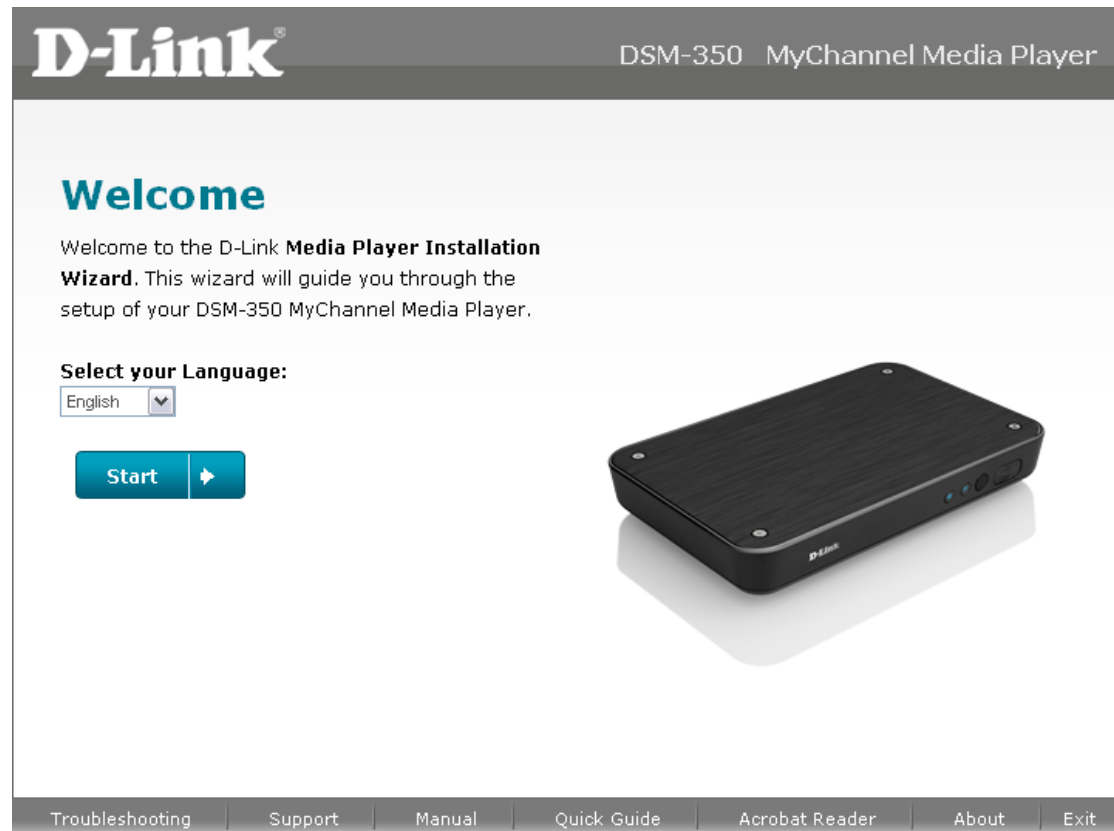 D-Link®
DSM-350 MyChannel Media Player
Welcome
Welcome to the D-Link Media Player Installation
Wizard. This wizard will guide you through the
setup of your DSM-350 MyChannel Media Player.
Select your Language:
English
Start
D-Link
Troubleshooting Support Manual Quick Guide Acrobat Reader About Exit